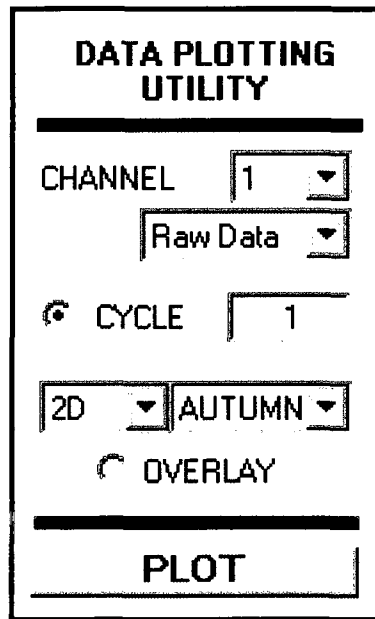 DATA PLOTTING
UTILITY
CHANNEL 1
Raw Data
CYCLE 1
2D AUTUMN
OVERLAY
PLOT